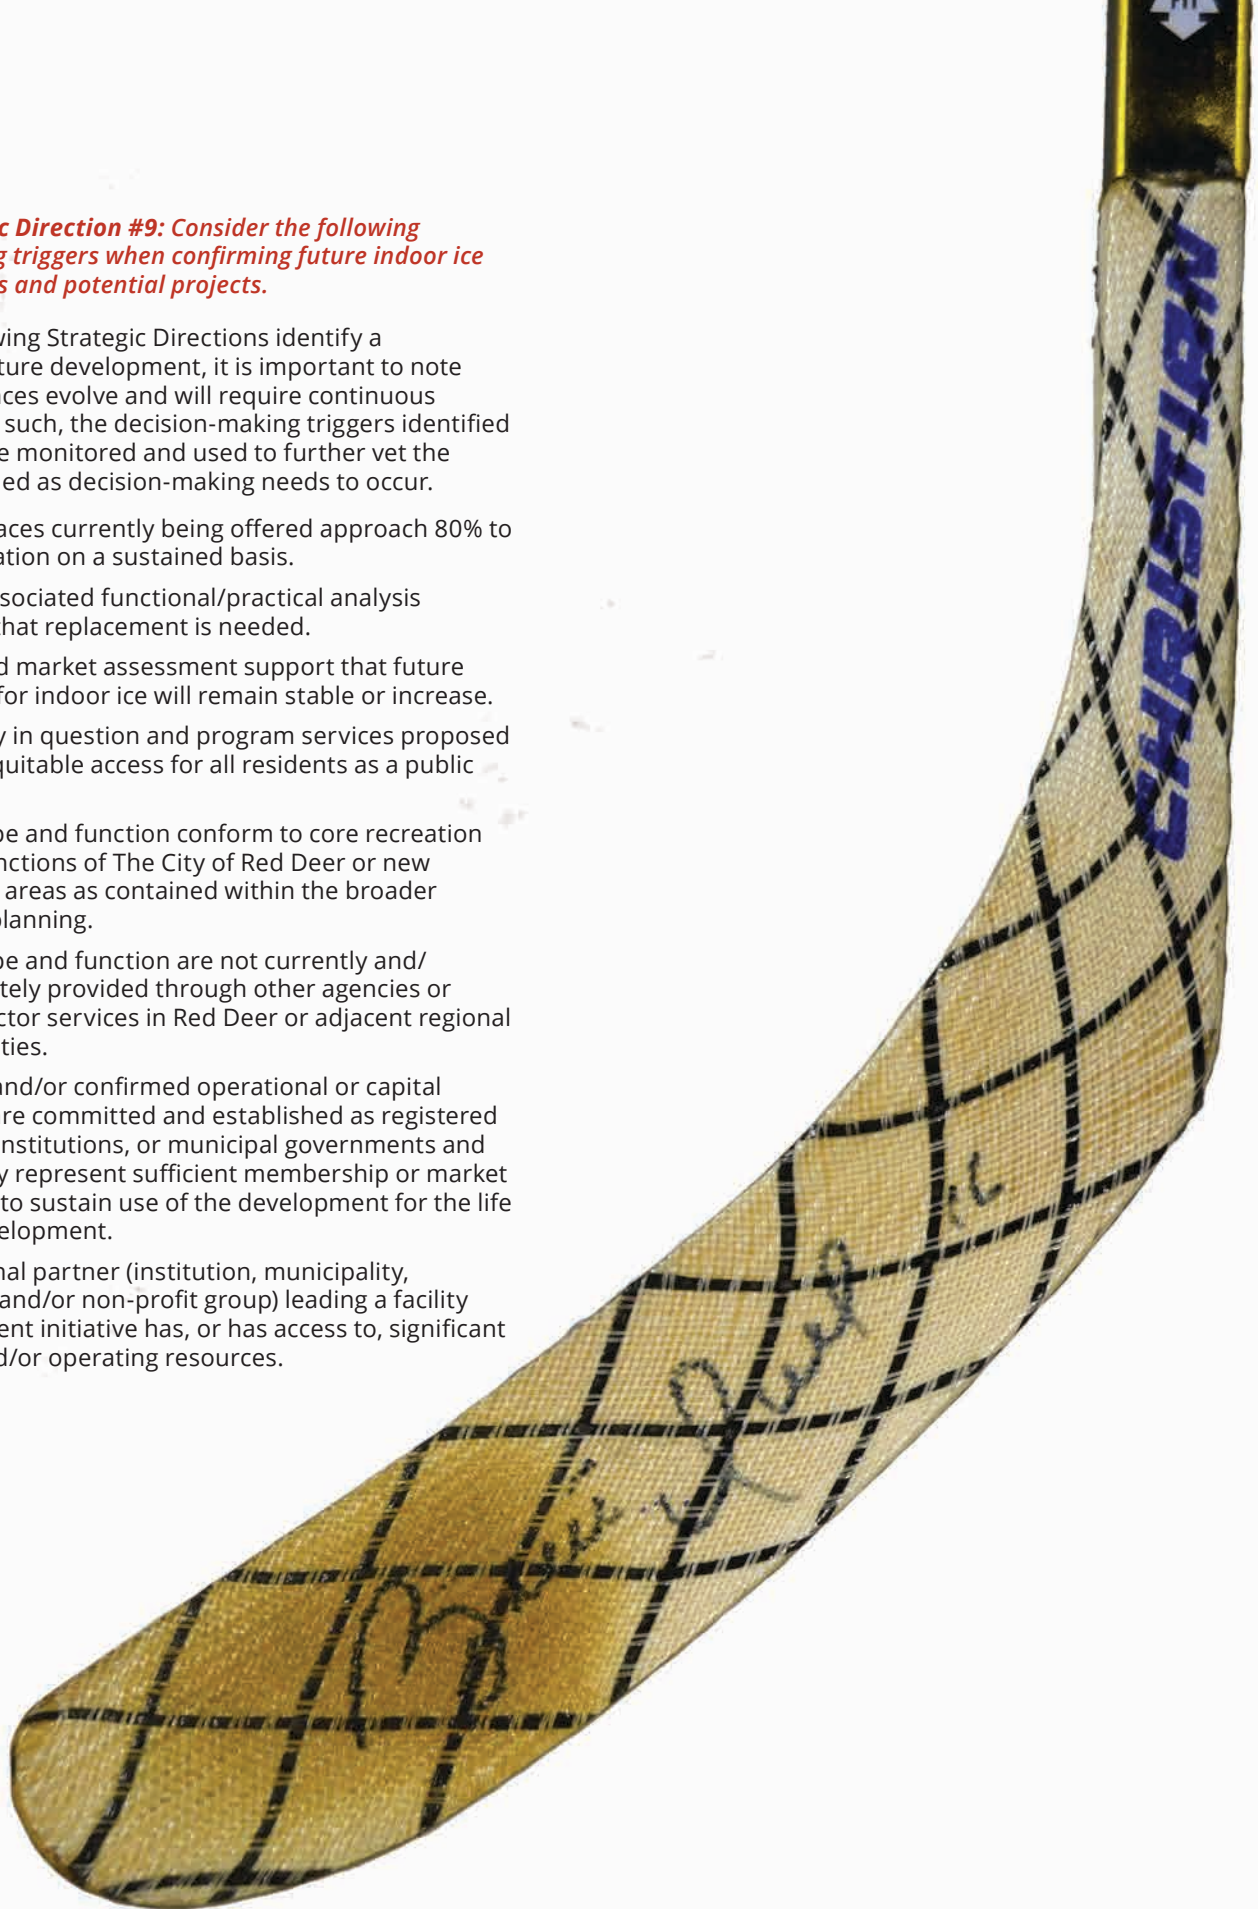 c Direction #9: Consider the following
g triggers when confirming future indoor ice
s and potential projects.
wing Strategic Directions identify a
ture development, it is important to note
nces evolve and will require continuous
such, the decision-making triggers identified
e monitored and used to further vet the
ed as decision-making needs to occur.
aces currently being offered approach 80% to
ation on a sustained basis.
ssociated functional/practical analysis
that replacement is needed.
d market assessment support that future
for indoor ice will remain stable or increase.
y in question and program services proposed
quitable access for all residents as a public
pe and function conform to core recreation
nctions of The City of Red Deer or new
areas as contained within the broader
planning.
pe and function are not currently and/
tely provided through other agencies or
ctor services in Red Deer or adjacent regional
ties.
and/or confirmed operational or capital
are committed and established as registered
institutions, or municipal governments and
y represent sufficient membership or market
to sustain use of the development for the life
elopment.
nal partner (institution, municipality,
and/or non-profit group) leading a facility
ent initiative has, or has access to, significant
d/or operating resources.
FIT
CHRISTIAN
16